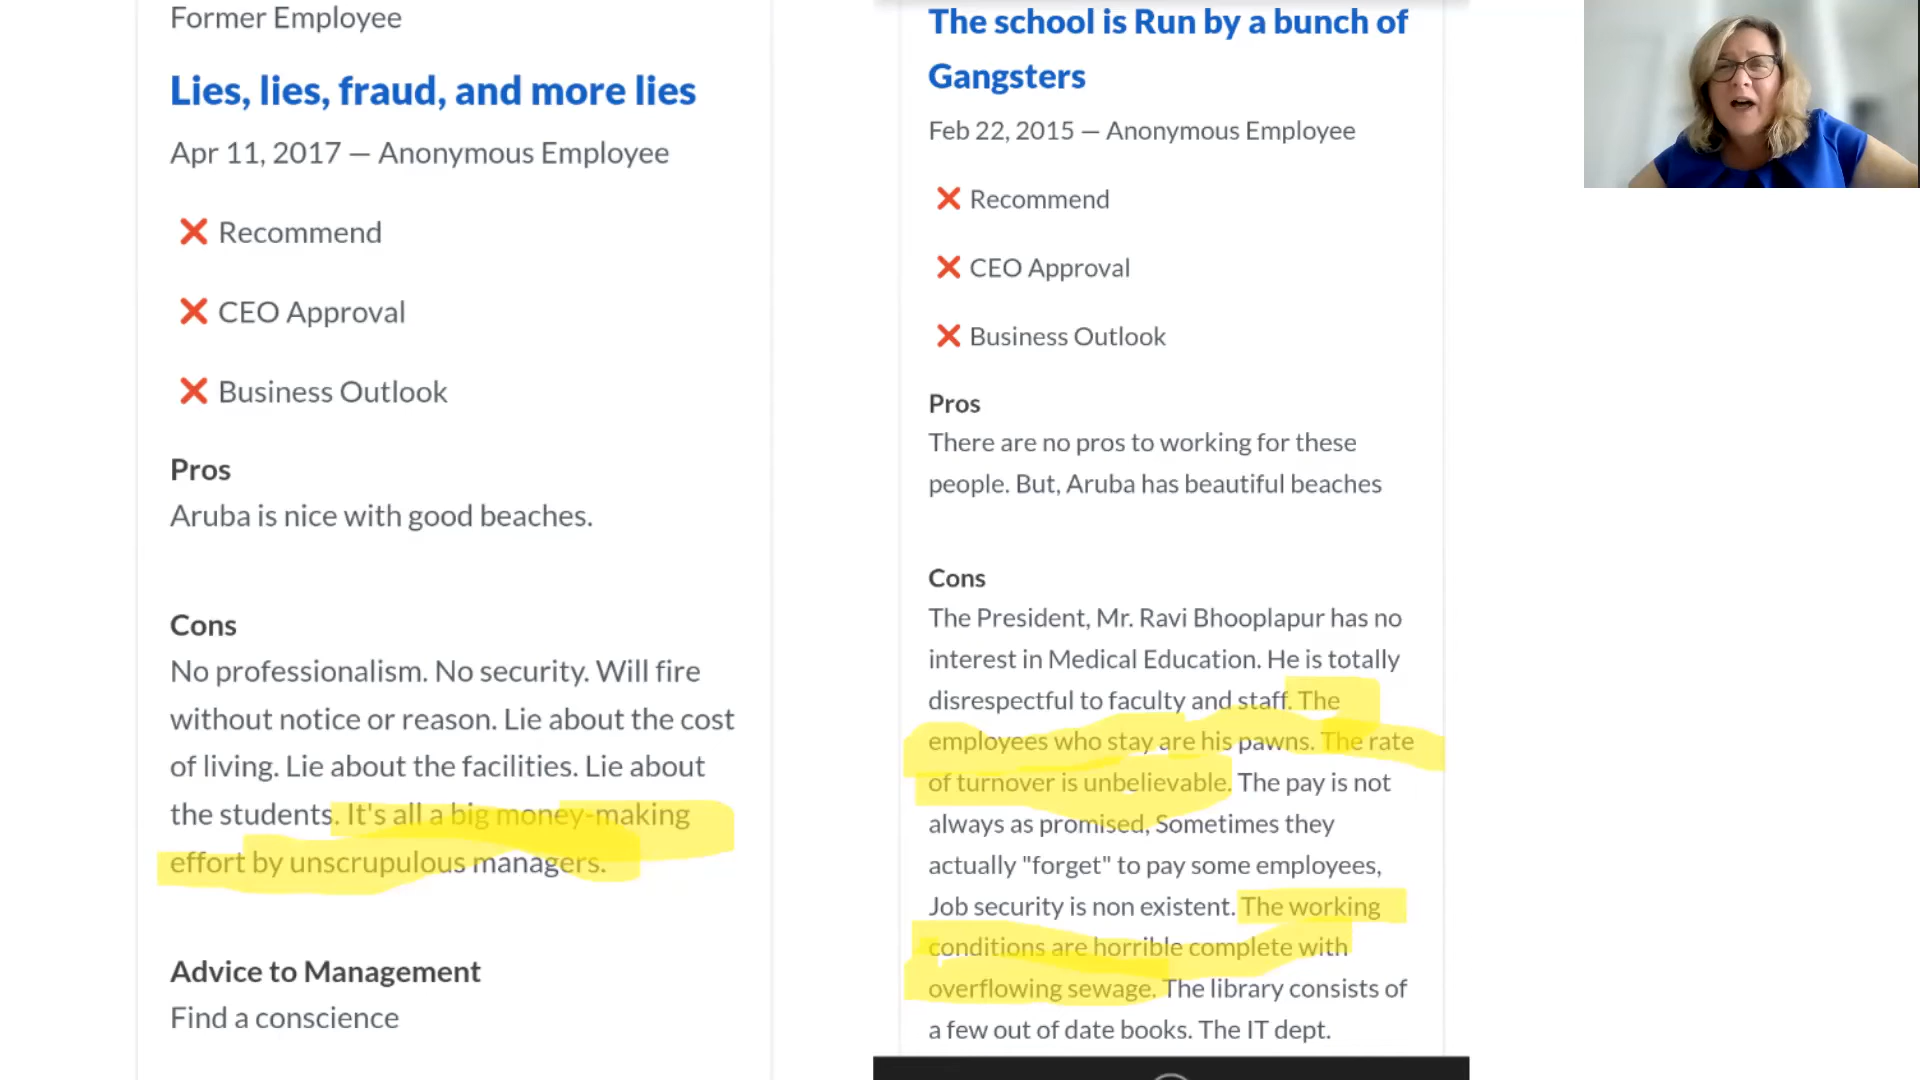 Former Employee
Lies, lies, fraud, and more lies
Apr 11, 2017 — Anonymous Employee
❌ Recommend
❌ CEO Approval
❌ Business Outlook
Pros
Aruba is nice with good beaches.
Cons
No professionalism. No security. Will fire
without notice or reason. Lie about the cost
of living. Lie about the facilities. Lie about
the students. It's all a big money-making
effort by unscrupulous managers.
Advice to Management
Find a conscience
The school is Run by a bunch of
Gangsters
Feb 22, 2015 — Anonymous Employee
❌ Recommend
❌ CEO Approval
❌ Business Outlook
Pros
There are no pros to working for these
people. But, Aruba has beautiful beaches
Cons
The President, Mr. Ravi Bhooplapur has no
interest in Medical Education. He is totally
disrespectful to faculty and staff. The
employees who stay are his pawns. The rate
of turnover is unbelievable. The pay is not
always as promised, Sometimes they
actually "forget" to pay some employees,
Job security is non existent. The working
conditions are horrible complete with
overflowing sewage. The library consists of
a few out of date books. The IT dept.